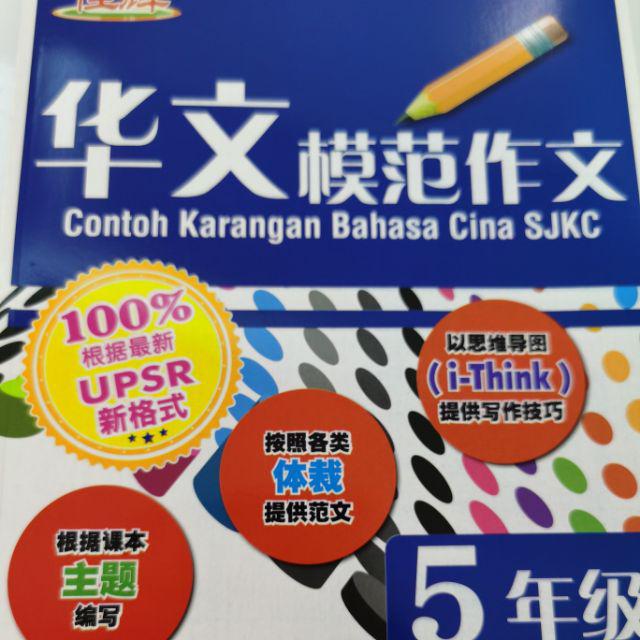 华文模范作文
Contoh Karangan Bahasa Cina SJKC
100%
根据最新
UPSR
新格式
以思维导图
(i-Think)
提供写作技巧
按照各类
体裁
提供范文
根据课本
主题
编写
5年级